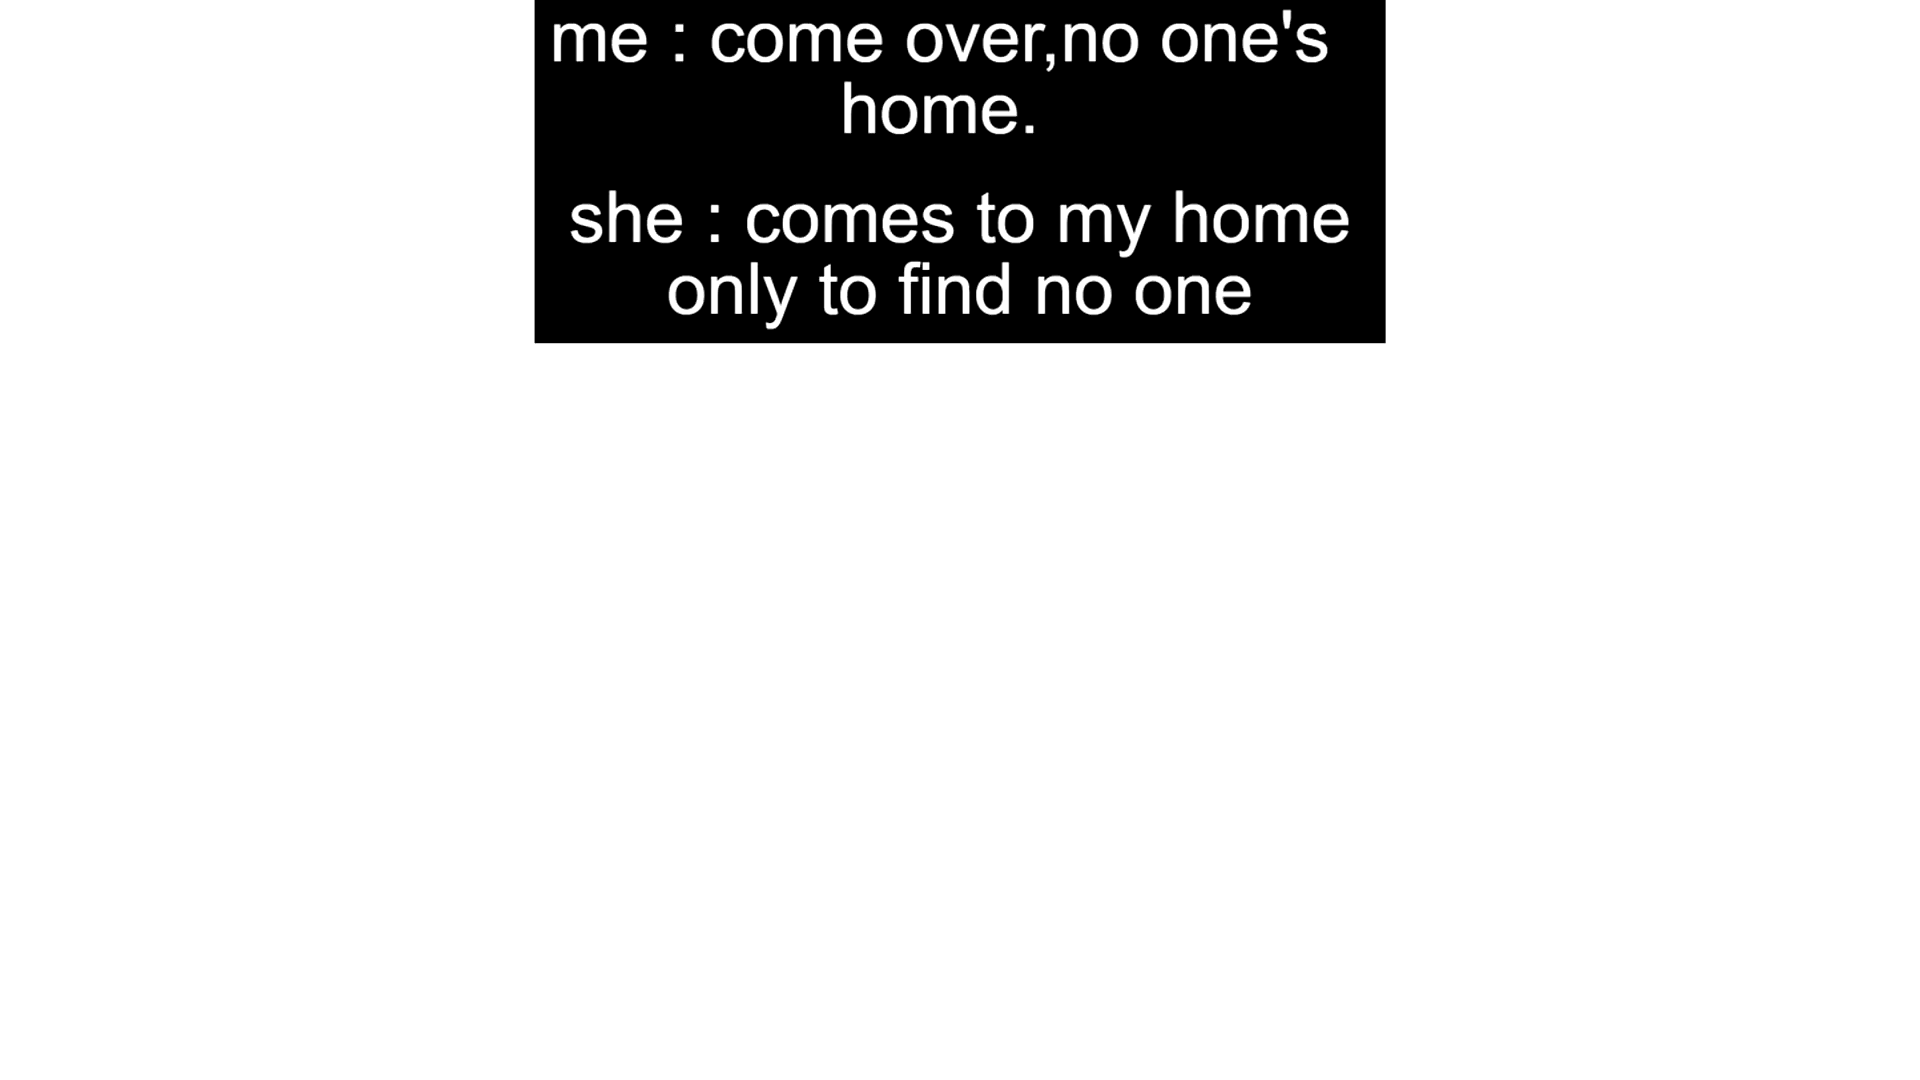 me : come over,no one's
home.
she : comes to my home
only to find no one